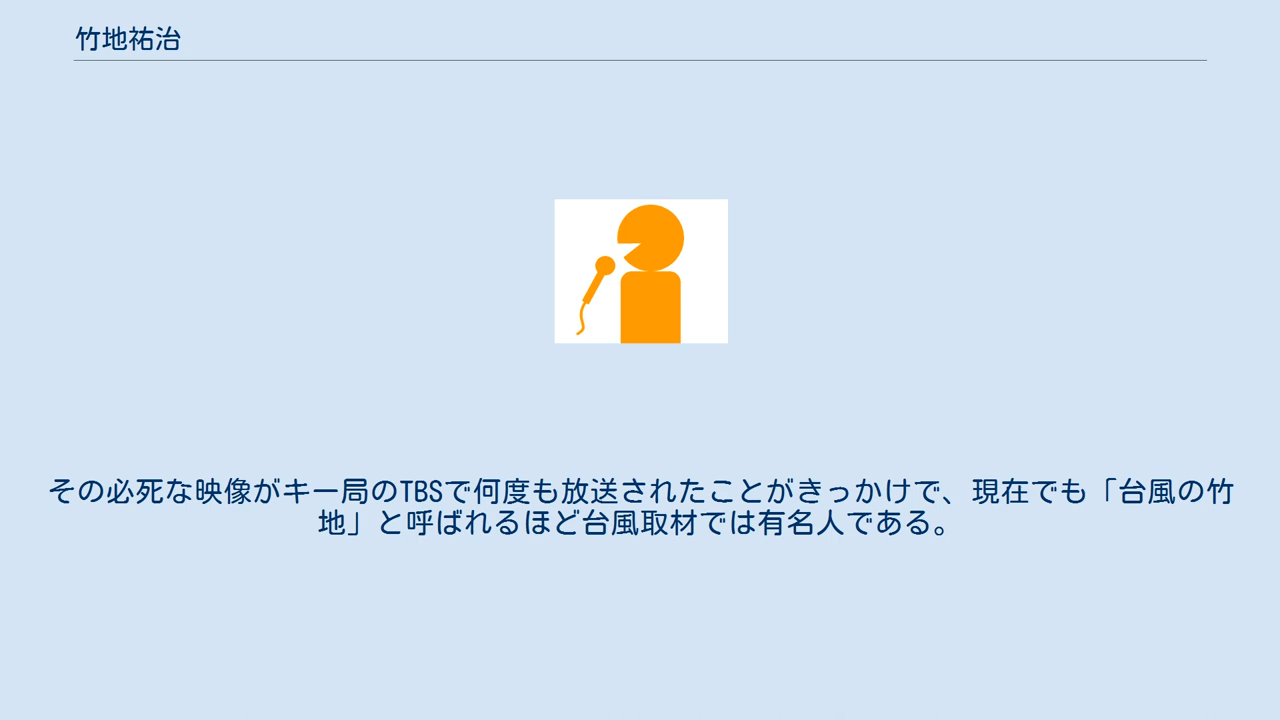 竹地祐治
その必死な映像がキー局のTBSで何度も放送されたことがきっかけで、現在でも「台風の竹
地」と呼ばれるほど台風取材では有名人である。